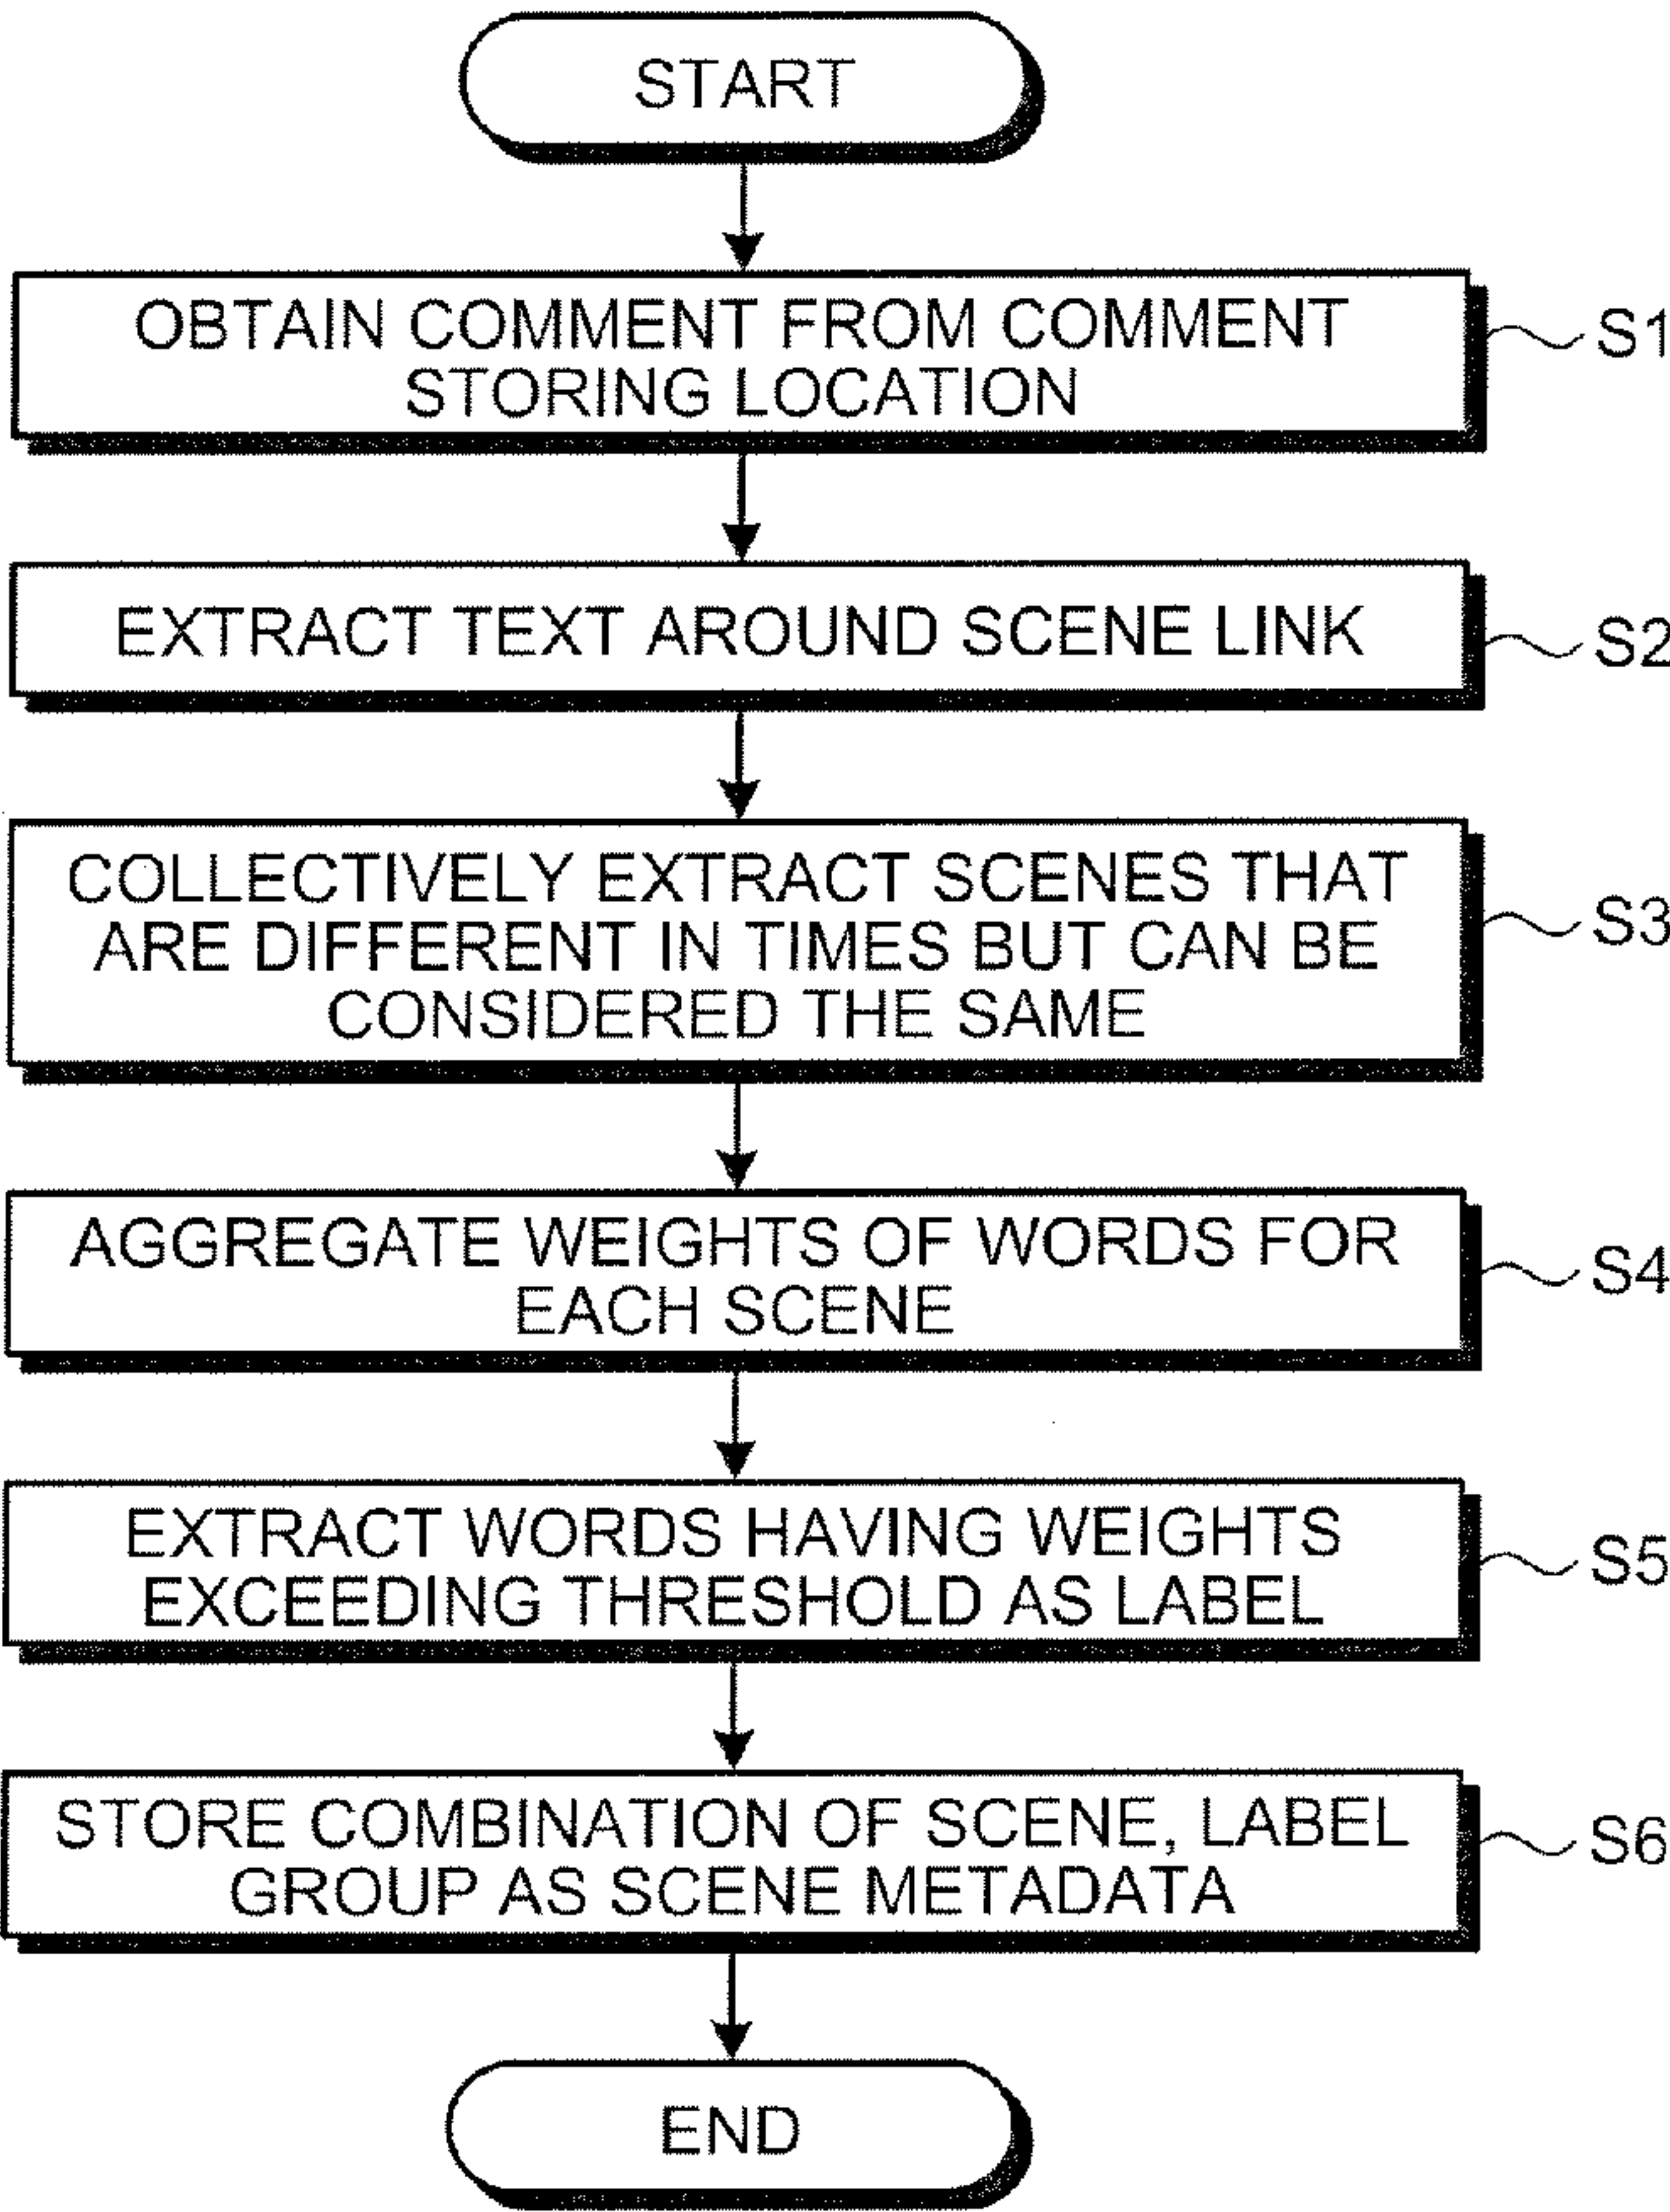 START
OBTAIN COMMENT FROM COMMENT
STORING LOCATION
S1
EXTRACT TEXT AROUND SCENE LINK
S2
COLLECTIVELY EXTRACT SCENES THAT
ARE DIFFERENT IN TIMES BUT CAN BE
CONSIDERED THE SAME
S3
AGGREGATE WEIGHTS OF WORDS FOR
EACH SCENE
S4
EXTRACT WORDS HAVING WEIGHTS
EXCEEDING THRESHOLD AS LABEL
S5
STORE COMBINATION OF SCENE, LABEL
GROUP AS SCENE METADATA
S6
END